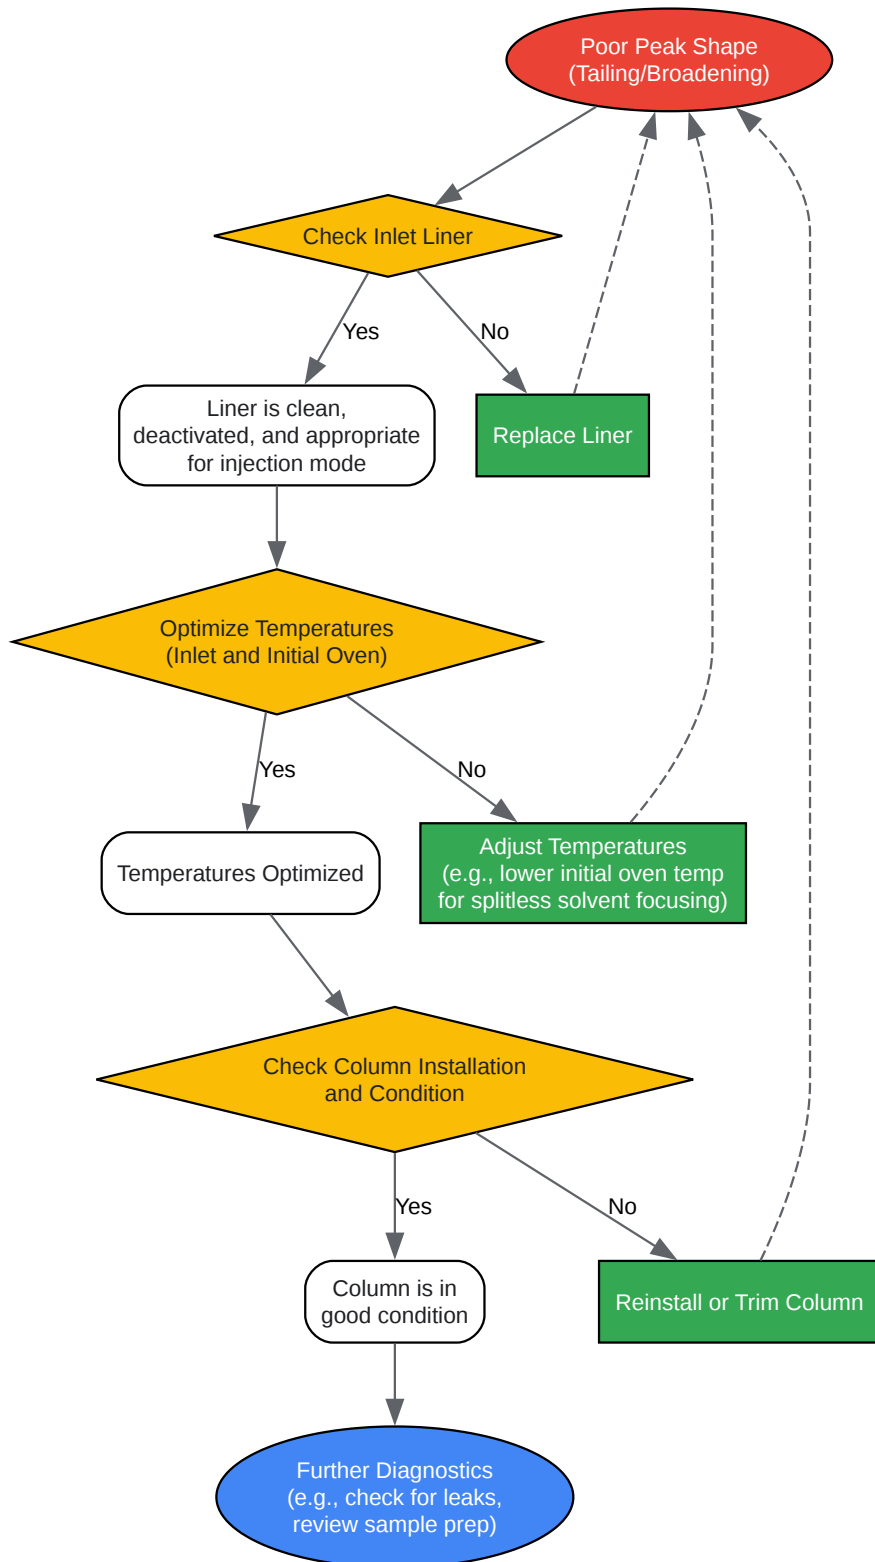 Poor Peak Shape
(Tailing/Broadening)
Check Inlet Liner
Yes
No
Liner is clean,
deactivated, and appropriate
for injection mode
Replace Liner
Optimize Temperatures
(Inlet and Initial Oven)
Yes
No
Temperatures Optimized
Adjust Temperatures
(e.g., lower initial oven temp
for splitless solvent focusing)
Check Column Installation
and Condition
Yes
No
Column is in
good condition
Reinstall or Trim Column
Further Diagnostics
(e.g., check for leaks,
review sample prep)